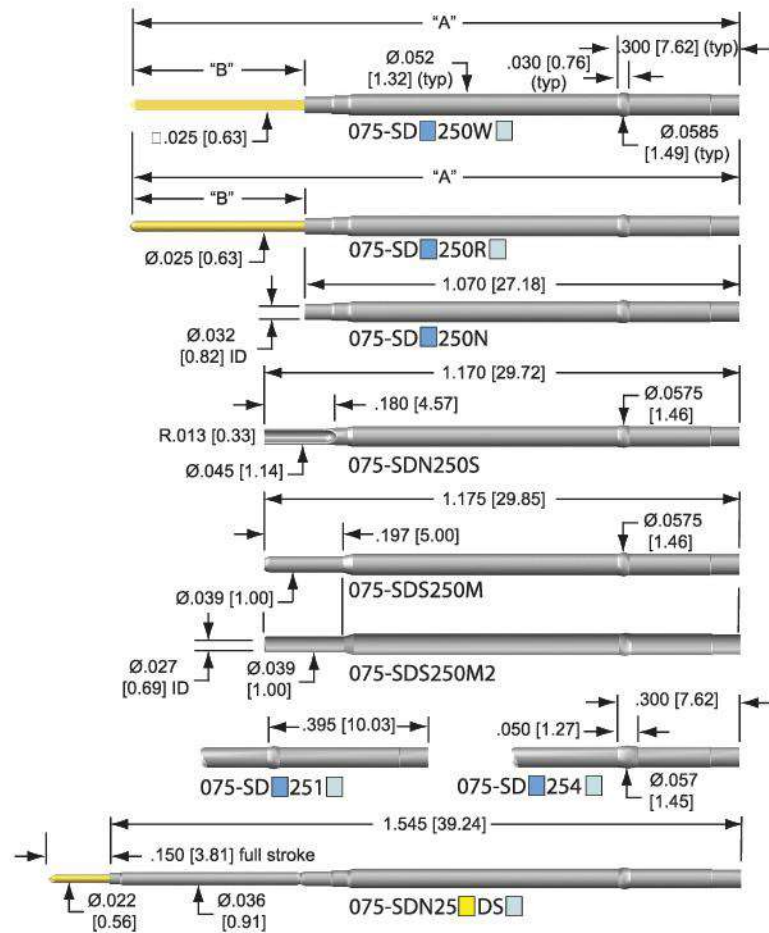 “A”
“B”
Ø.052
[1.32] (typ)
.030 [0.76]
(typ)
.300 [7.62] (typ)
□.025 [0.63]
075-SD 250W
Ø.0585
[1.49] (typ)
“A”
“B”
Ø.025 [0.63]
075-SD 250R
1.070 [27.18]
Ø.032
[0.82] ID
075-SD 250N
1.170 [29.72]
.180 [4.57]
Ø.0575
[1.46]
R.013 [0.33]
Ø.045 [1.14]
075-SDN250S
1.175 [29.85]
.197 [5.00]
Ø.0575
[1.46]
Ø.039 [1.00]
075-SDS250M
Ø.027
[0.69] ID
Ø.039
[1.00]
075-SDS250M2
.395 [10.03]
.050 [1.27]
.300 [7.62]
075-SD 251
075-SD 254
Ø.057
[1.45]
1.545 [39.24]
.150 [3.81] full stroke
Ø.022
[0.56]
Ø.036
[0.91]
075-SDN25 DS